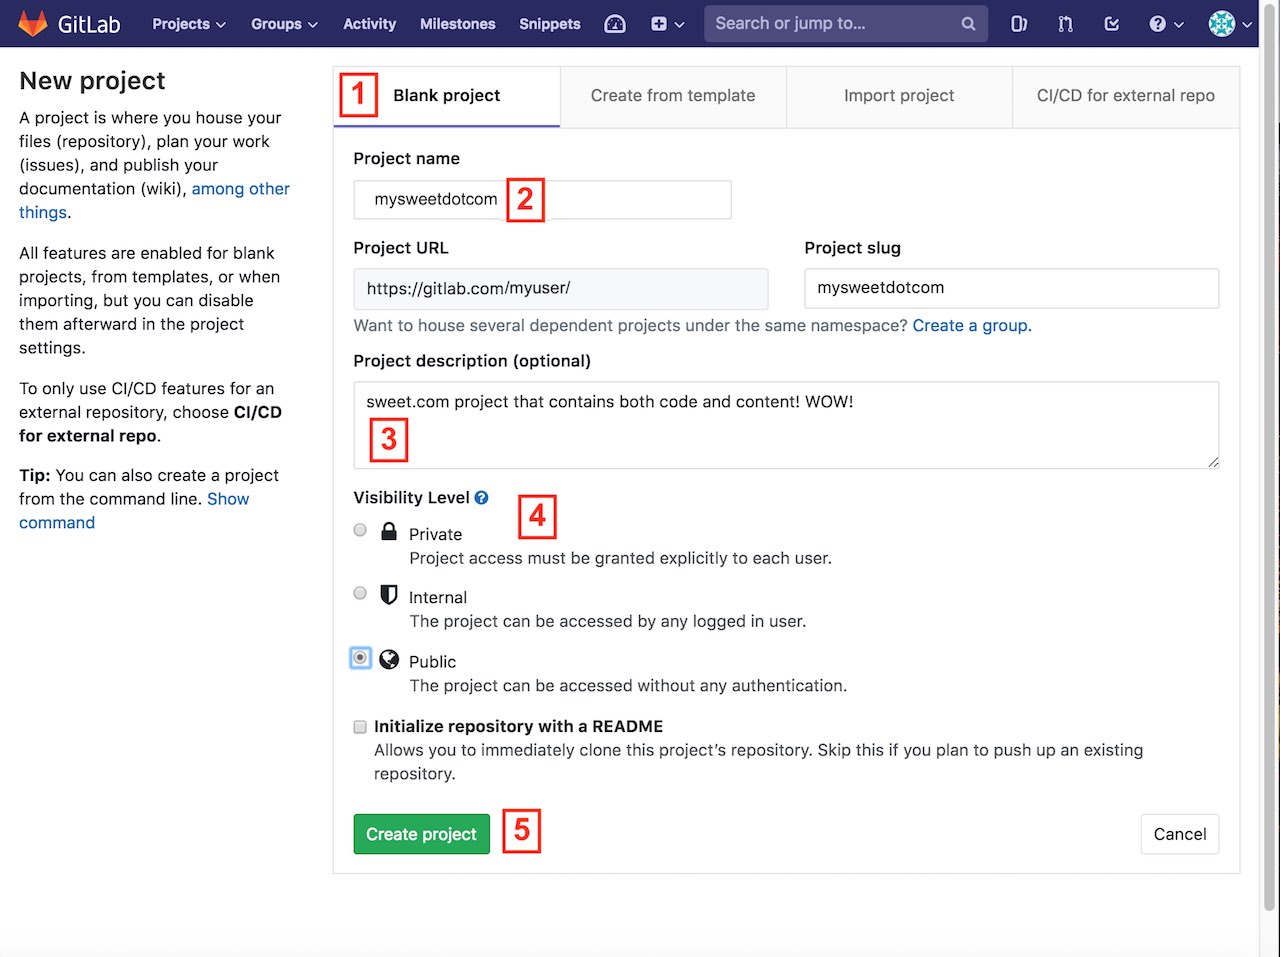 GitLab Projects Groups Activity Milestones Snippets Search or jump to...
New project
A project is where you house your
files (repository), plan your work
(issues), and publish your
documentation (wiki), among other
things.
All features are enabled for blank
projects, from templates, or when
importing, but you can disable
them afterward in the project
settings.
To only use CI/CD features for an
external repository, choose CI/CD
for external repo.
Tip: You can also create a project
from the command line. Show
command
1 Blank project Create from template Import project CI/CD for external repo
Project name
mysweetdotcom 2
Project URL Project slug
https://gitlab.com/myuser/ mysweetdotcom
Want to house several dependent projects under the same namespace? Create a group.
Project description (optional)
sweet.com project that contains both code and content! WOW!
3
Visibility Level ?
4
Private
Project access must be granted explicitly to each user.
Internal
The project can be accessed by any logged in user.
Public
The project can be accessed without any authentication.
Initialize repository with a README
Allows you to immediately clone this project's repository. Skip this if you plan to push up an existing
repository.
Create project 5 Cancel